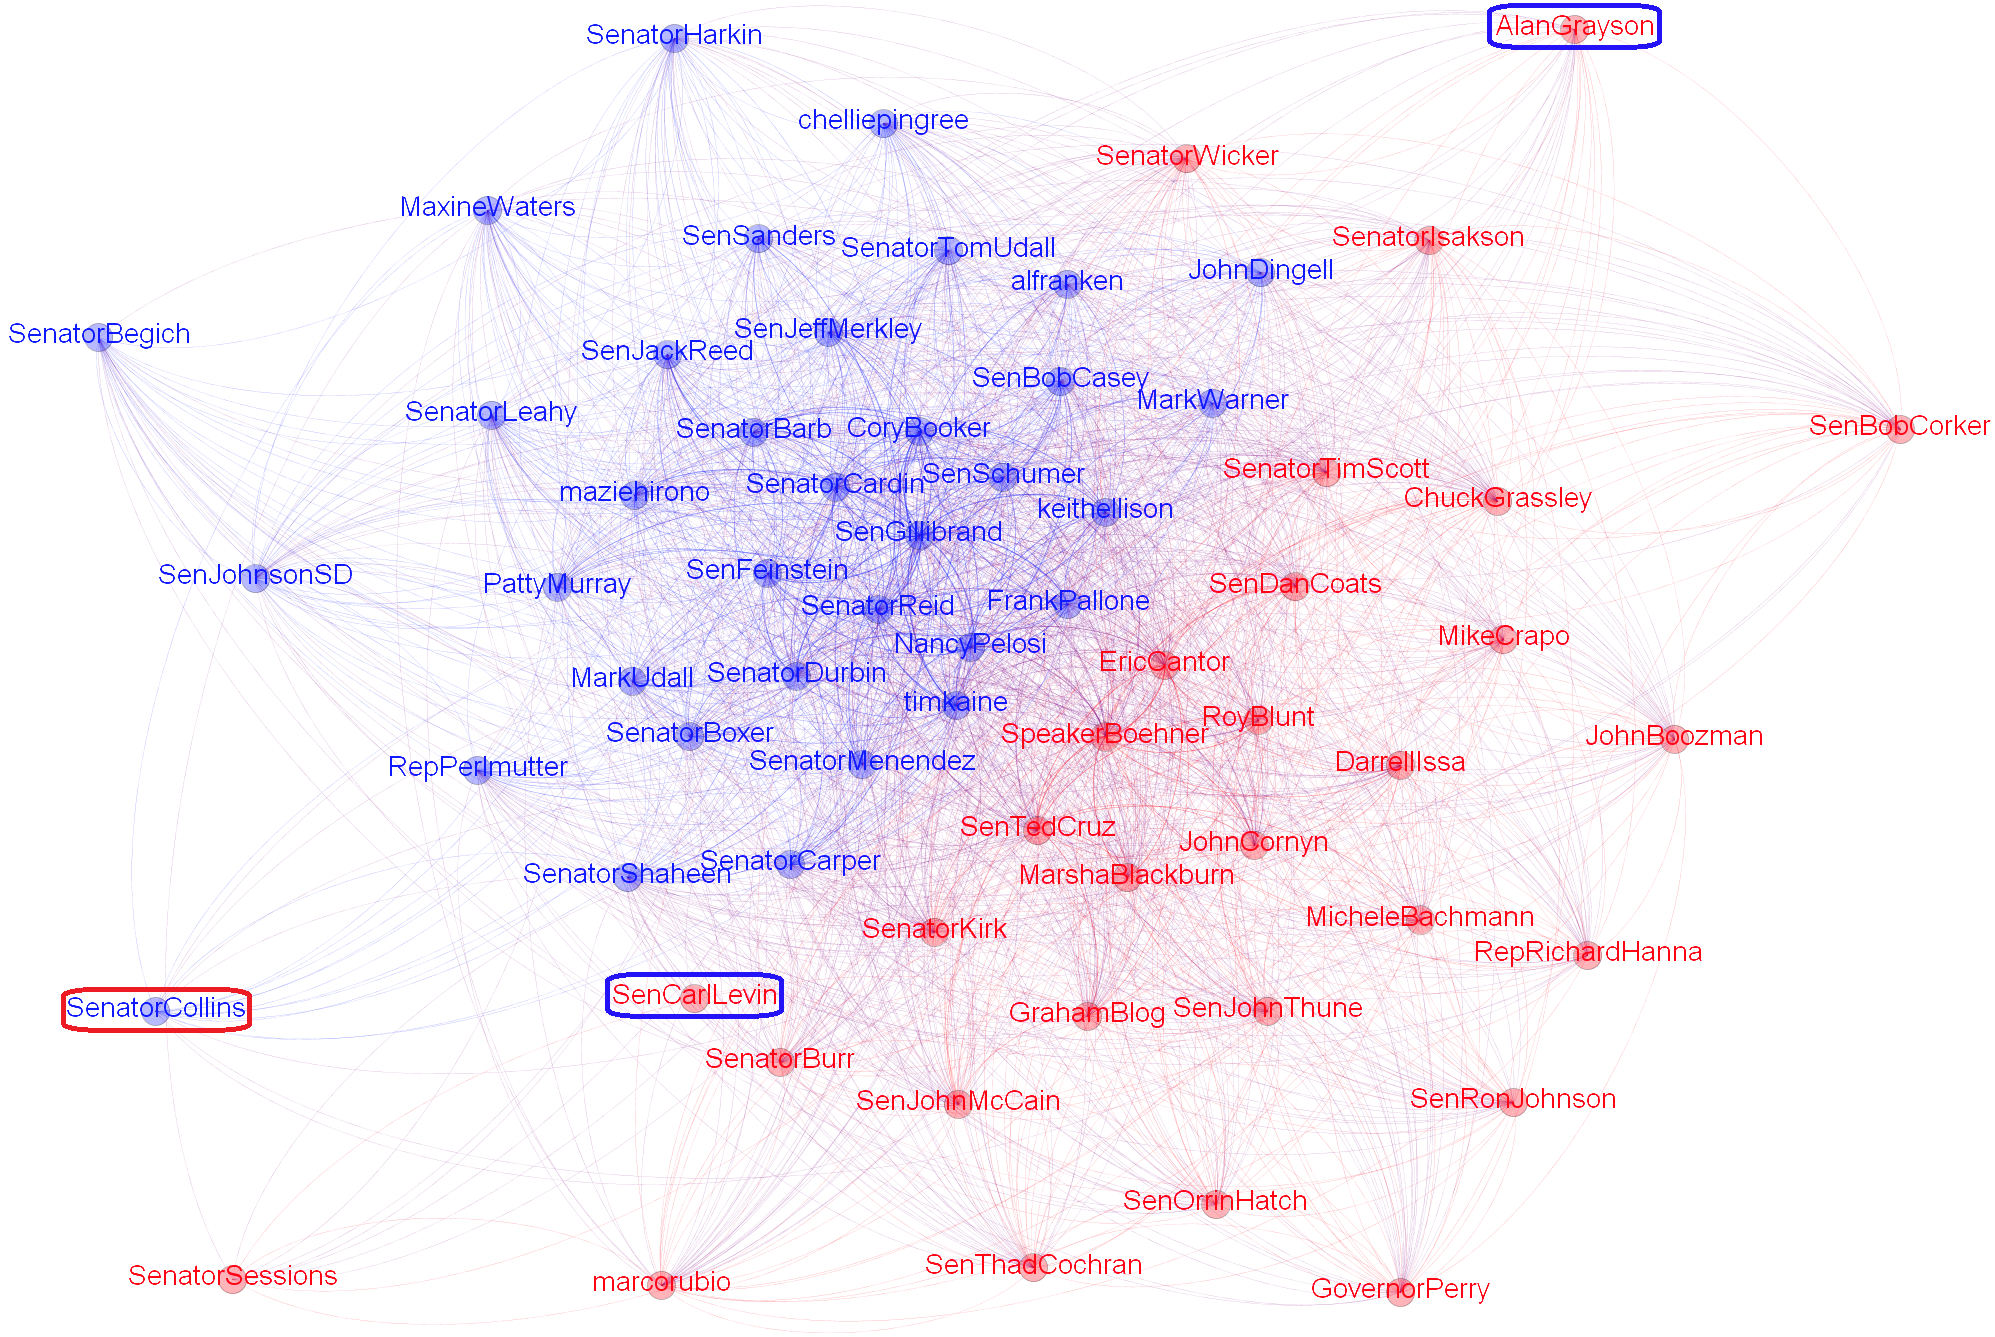 AlanGrayson
SenatorHarkin
chelliepingree
SenatorWicker
MaxineWaters
SenSanders
SenatorTomUdall
SenatorIsakson
JohnDingell
alfranken
SenatorBegich
SenJeffMerkley
SenJackReed
SenBobCasey
MarkWarner
SenatorLeahy
SenatorBarb
CoryBooker
SenBobCorker
SenatorTimScott
SenSchumer
SenatorCardin
maziehirono
ChuckGrassley
keithellison
SenGillibrand
SenJohnsonSD
SenFeinstein
PattyMurray
SenDanCoats
FrankPallone
SenatorReid
MikeCrapo
NancyPelosi
EricCantor
SenatorDurbin
MarkUdall
timkaine
RoyBlunt
SenatorBoxer
SpeakerBoehner
JohnBoozman
SenatorMenendez
DarrellIssa
RepPerlmutter
SenTedCruz
JohnCornyn
SenatorCarper
SenatorShaheen
MarshaBlackburn
MicheleBachmann
SenatorKirk
RepRichardHanna
SenCarlLevin
SenatorCollins
SenJohnThune
GrahamBlog
SenatorBurr
SenRonJohnson
SenJohnMcCain
SenOrrinHatch
SenThadCochran
SenatorSessions
marcorubio
GovernorPerry